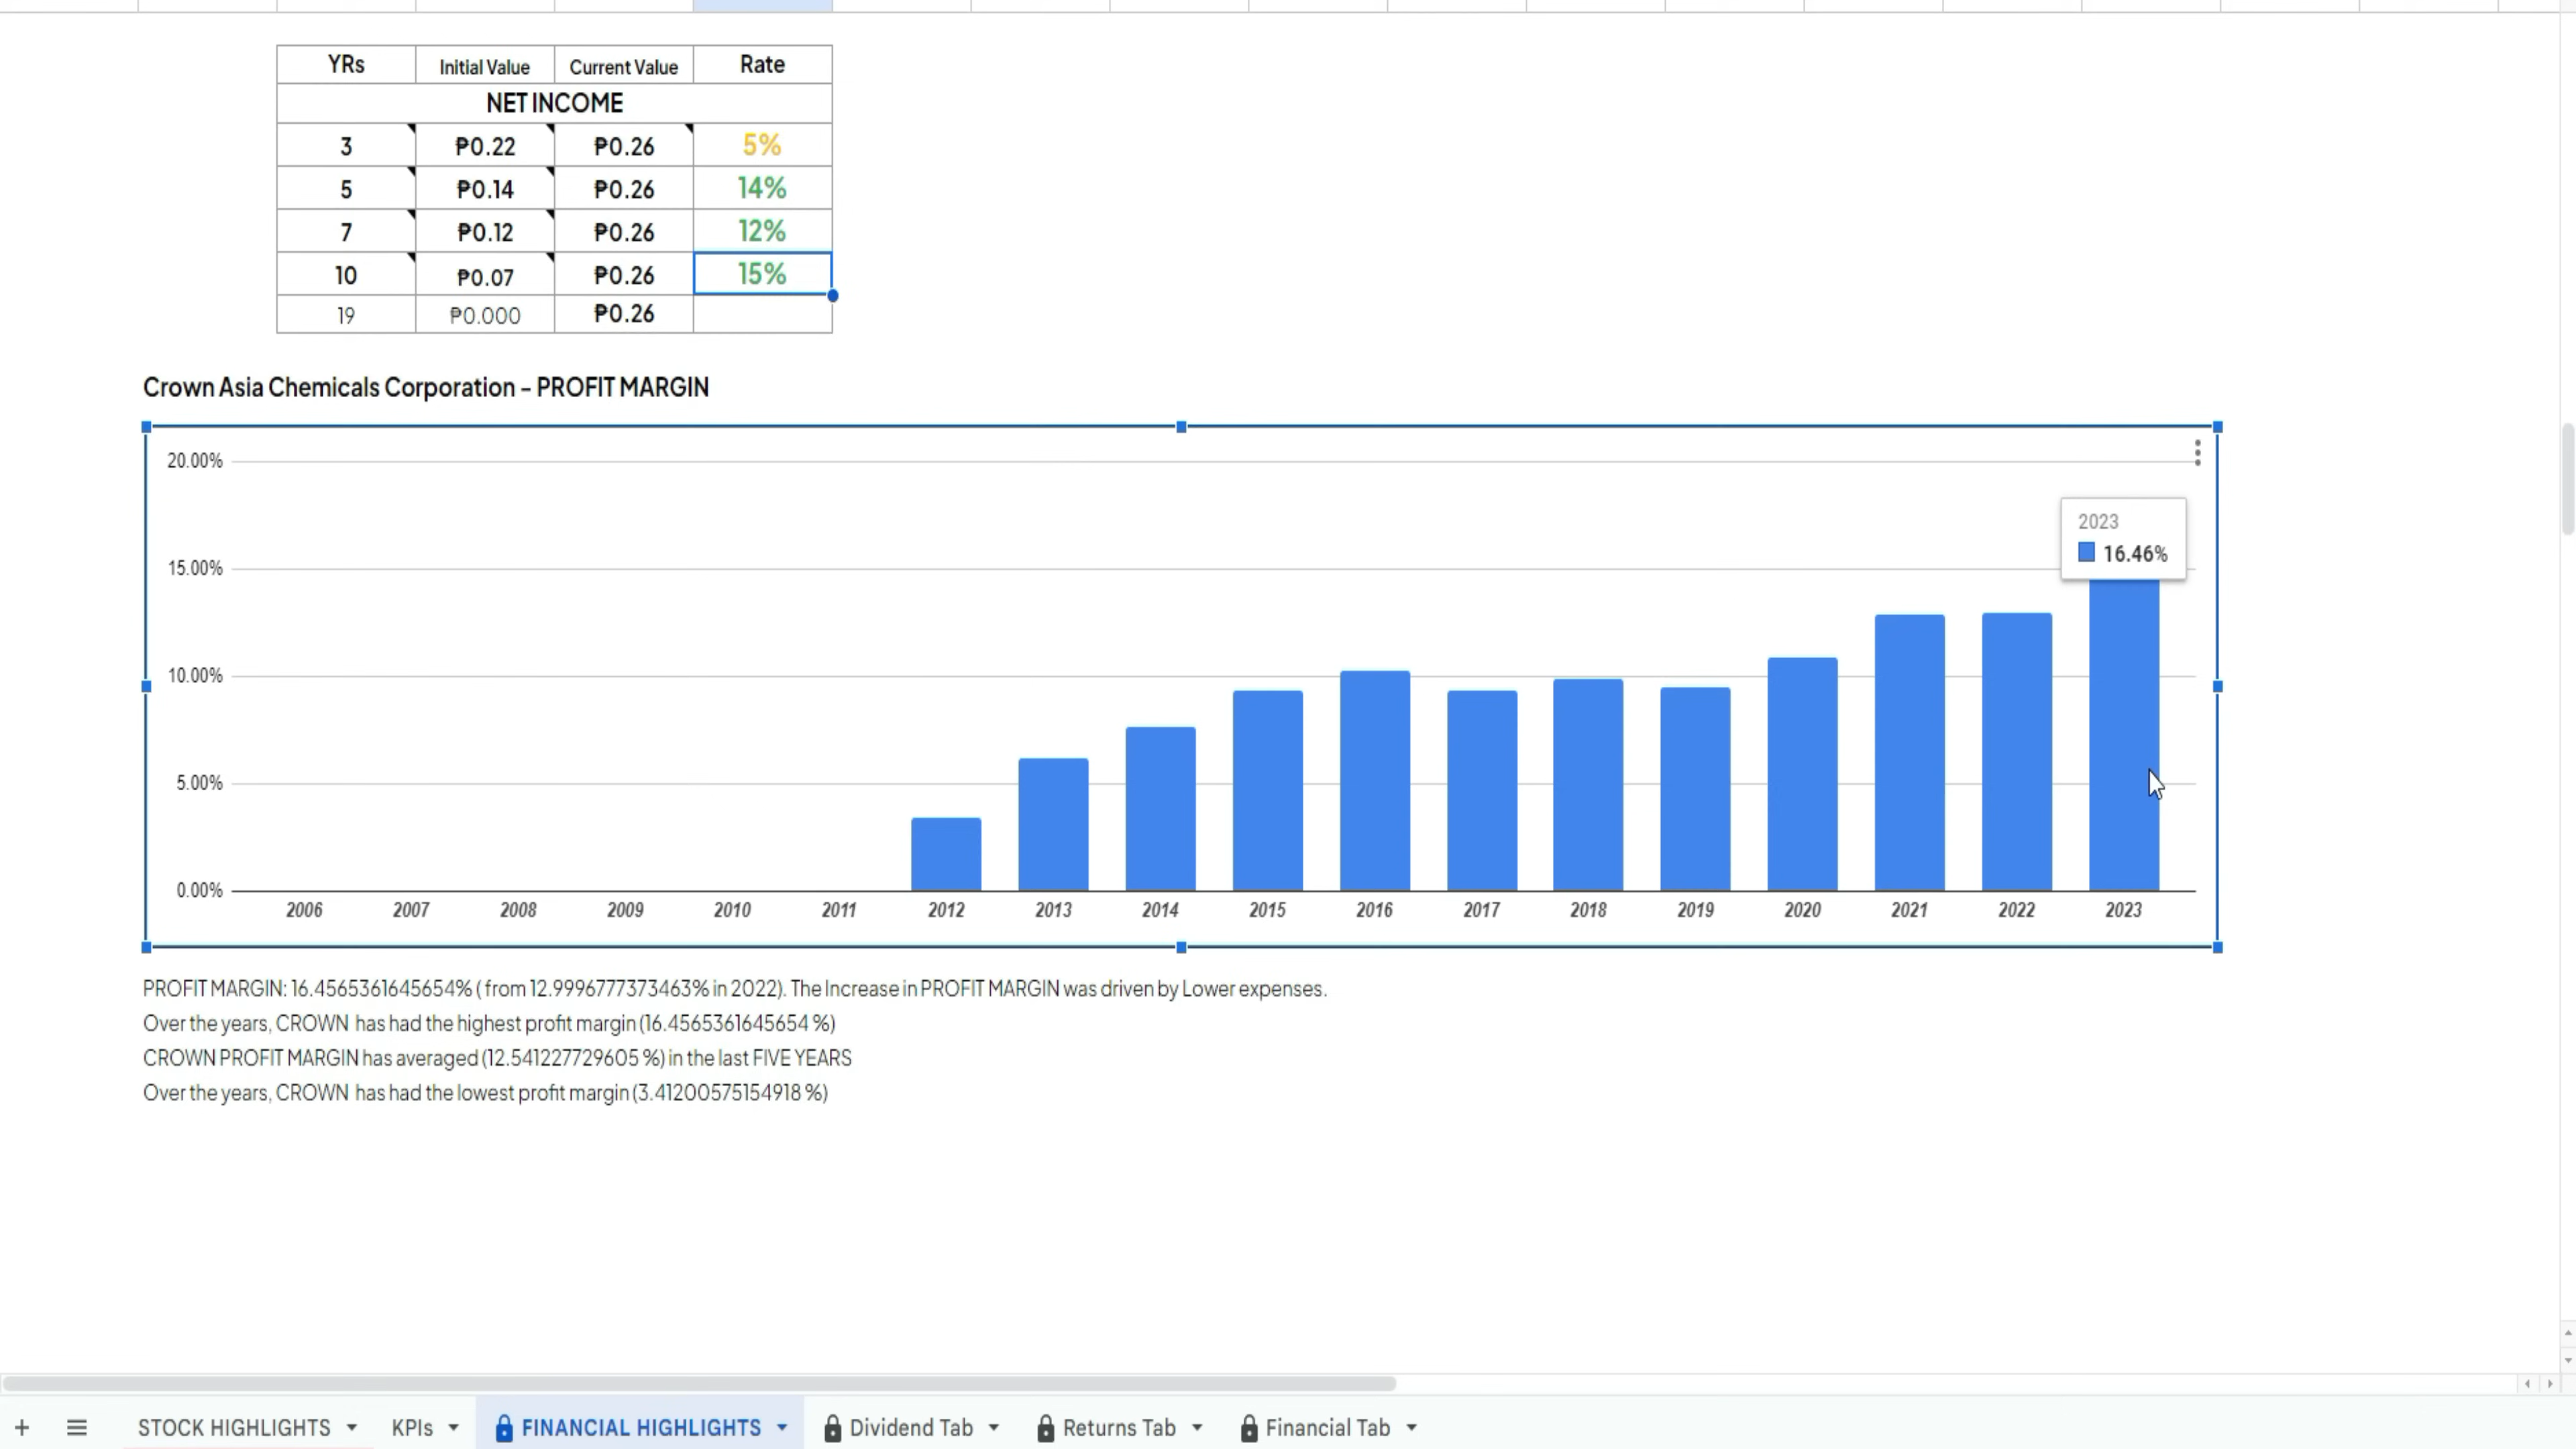 YRs Initial Value Current Value Rate
NET INCOME
3 ₱0.22 ₱0.26 5%
5 ₱0.14 ₱0.26 14%
7 ₱0.12 ₱0.26 12%
10 ₱0.07 ₱0.26 15%
19 ₱0.000 ₱0.26
Crown Asia Chemicals Corporation – PROFIT MARGIN
20.00%
2023
16.46%
15.00%
10.00%
5.00%
0.00%
2006 2007 2008 2009 2010 2011 2012 2013 2014 2015 2016 2017 2018 2019 2020 2021 2022 2023
PROFIT MARGIN: 16.4565361645654% ( from 12.9996777373463% in 2022). The Increase in PROFIT MARGIN was driven by Lower expenses.
Over the years, CROWN has had the highest profit margin (16.4565361645654 %)
CROWN PROFIT MARGIN has averaged (12.541227729605 %) in the last FIVE YEARS
Over the years, CROWN has had the lowest profit margin (3.41200575154918 %)
STOCK HIGHLIGHTS KPIs FINANCIAL HIGHLIGHTS Dividend Tab Returns Tab Financial Tab